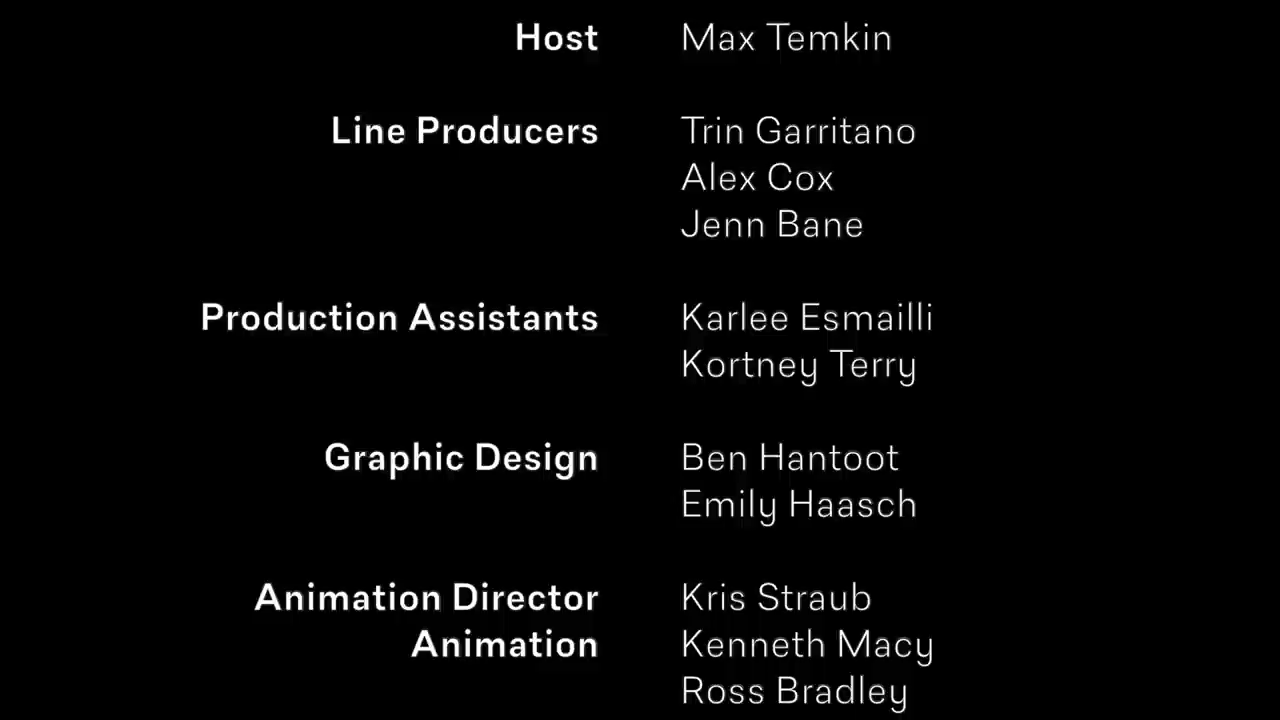 Host Max Temkin
Line Producers Trin Garritano
Alex Cox
Jenn Bane
Production Assistants Karlee Esmailli
Kortney Terry
Graphic Design Ben Hantoot
Emily Haasch
Animation Director Kris Straub
Animation Kenneth Macy
Ross Bradley